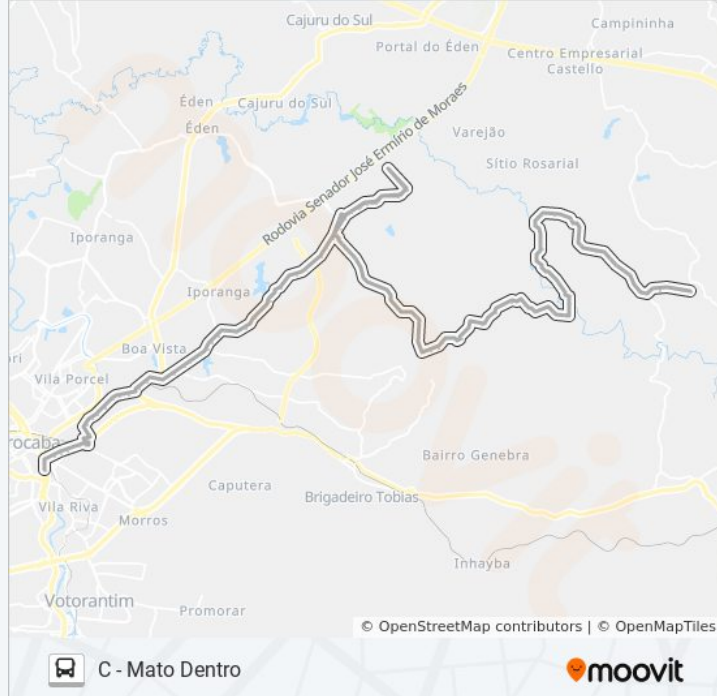 Cajuru do Sul
Campininha
Portal do Éden
Centro Empresarial
Castello
Éden
Cajuru do Sul
Éden
Varejão
Sítio Rosarial
Rodovia Senador José Ermírio de Moraes
Iporanga
Iporanga
Boa Vista
ori
Vila Porcel
rocaba
Bairro Genebra
Caputera
Brigadeiro Tobias
Vila Riva
Morros
Inhayba
Votorantim
Promorar
© OpenStreetMap contributors | © OpenMapTiles
C - Mato Dentro
moovit